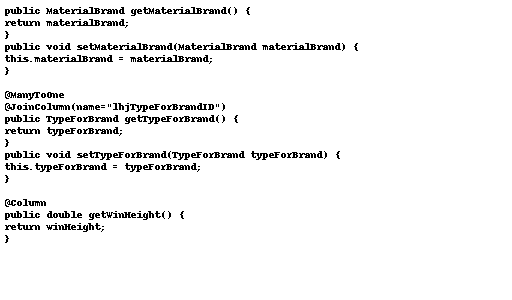 public MaterialBrand getMaterialBrand() {
return materialBrand;
}
public void setMaterialBrand(MaterialBrand materialBrand) {
this.materialBrand = materialBrand;
}

@ManyToOne
@JoinColumn(name="lhjTypeForBrandID")
public TypeForBrand getTypeForBrand() {
return typeForBrand;
}
public void setTypeForBrand(TypeForBrand typeForBrand) {
this.typeForBrand = typeForBrand;
}

@Column
public double getWinHeight() {
return winHeight;
}